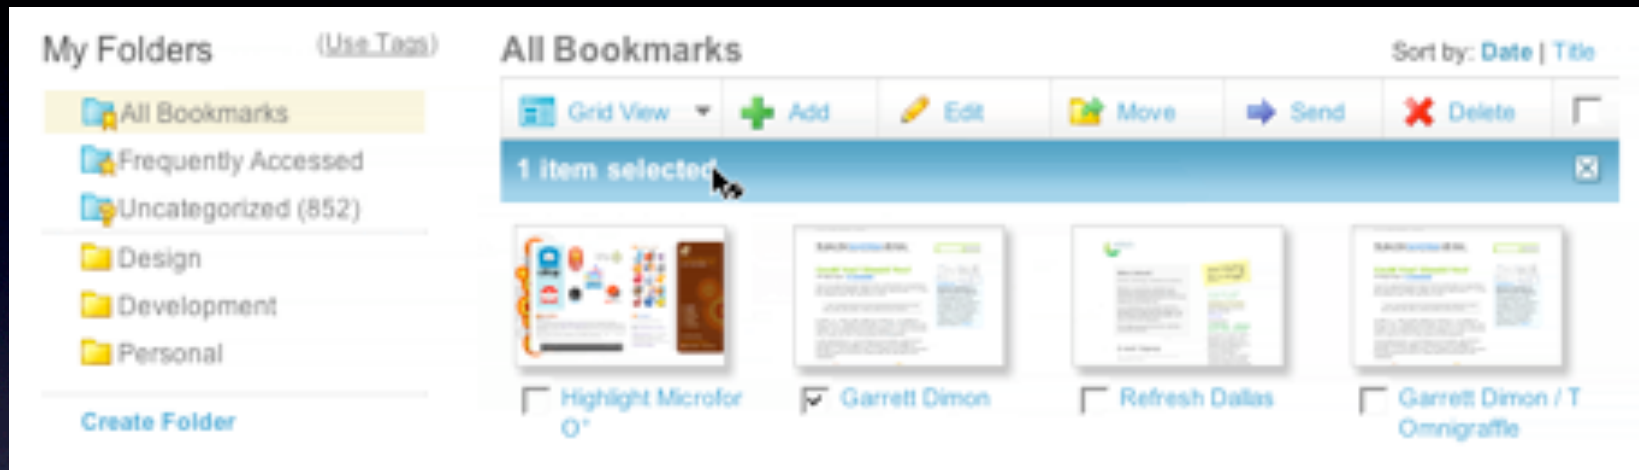 My Folders (Use Tags)
All Bookmarks
Frequently Accessed
Uncategorized (852)
Design
Development
Personal
Create Folder
All Bookmarks Sort by: Date | Title
Grid View Add Edit Move Send Delete
1 item selected
Highlight Microfor
O"
Garrett Dimon
Refresh Dallas
Garrett Dimon / T
Omnigraffle